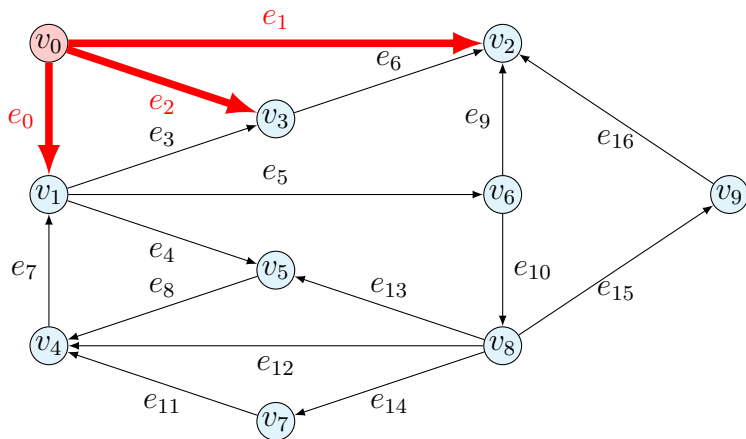 e₁
v₀
v₂
e₆
e₀
e₂
v₃
e₃
e₉
e₁₆
e₅
v₁
v₆
v₉
e₄
e₇
v₅
e₁₀
e₈
e₁₃
e₁₅
v₄
v₈
e₁₂
e₁₁
e₁₄
v₇